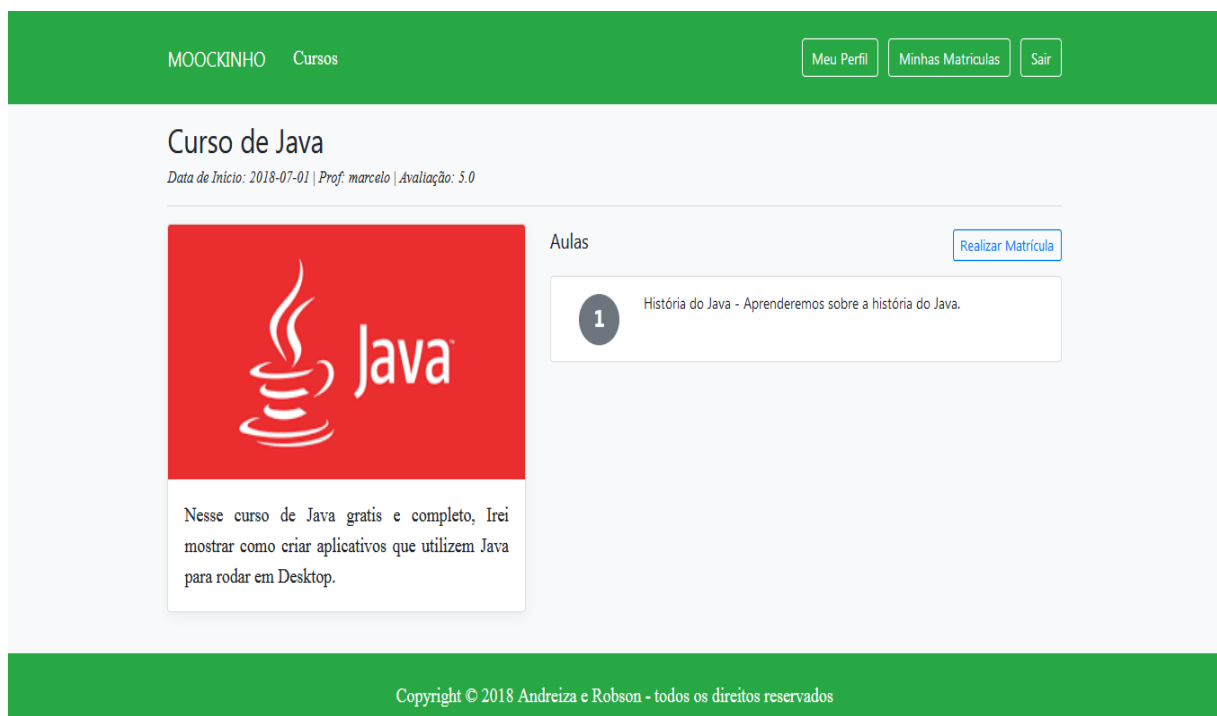 MOOCKINHO Cursos Meu Perfil Minhas Matriculas Sair
Curso de Java
Data de Início: 2018-07-01 | Prof: marcelo | Avaliação: 5.0
Aulas Realizar Matrícula
1 História do Java - Aprenderemos sobre a história do Java.
Java
Nesse curso de Java gratis e completo, Irei
mostrar como criar aplicativos que utilizem Java
para rodar em Desktop.
Copyright © 2018 Andreiza e Robson - todos os direitos reservados